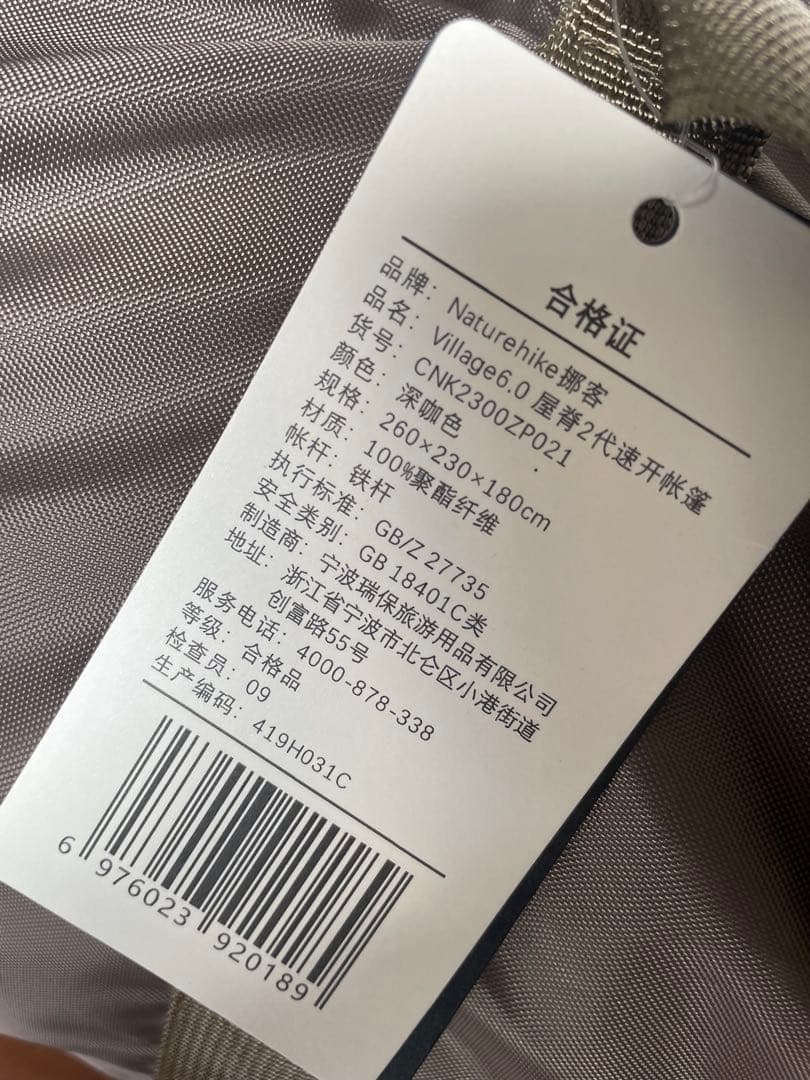 合格证
品牌: Naturehike挪客
品名: Village6.0 屋脊2代速开帐篷
货号: CNK2300ZP021
颜色: 深咖色
规格: 260×230×180cm
材质: 100%聚酯纤维
帐杆: 铁杆
执行标准: GB/Z 27735
安全类别: GB 18401C类
制造商: 宁波瑞保旅游用品有限公司
地址: 浙江省宁波市北仑区小港街道
创富路55号
服务电话: 4000-878-338
等级: 合格品
检查员: 09
生产编码: 419H031C
6 976023 920189